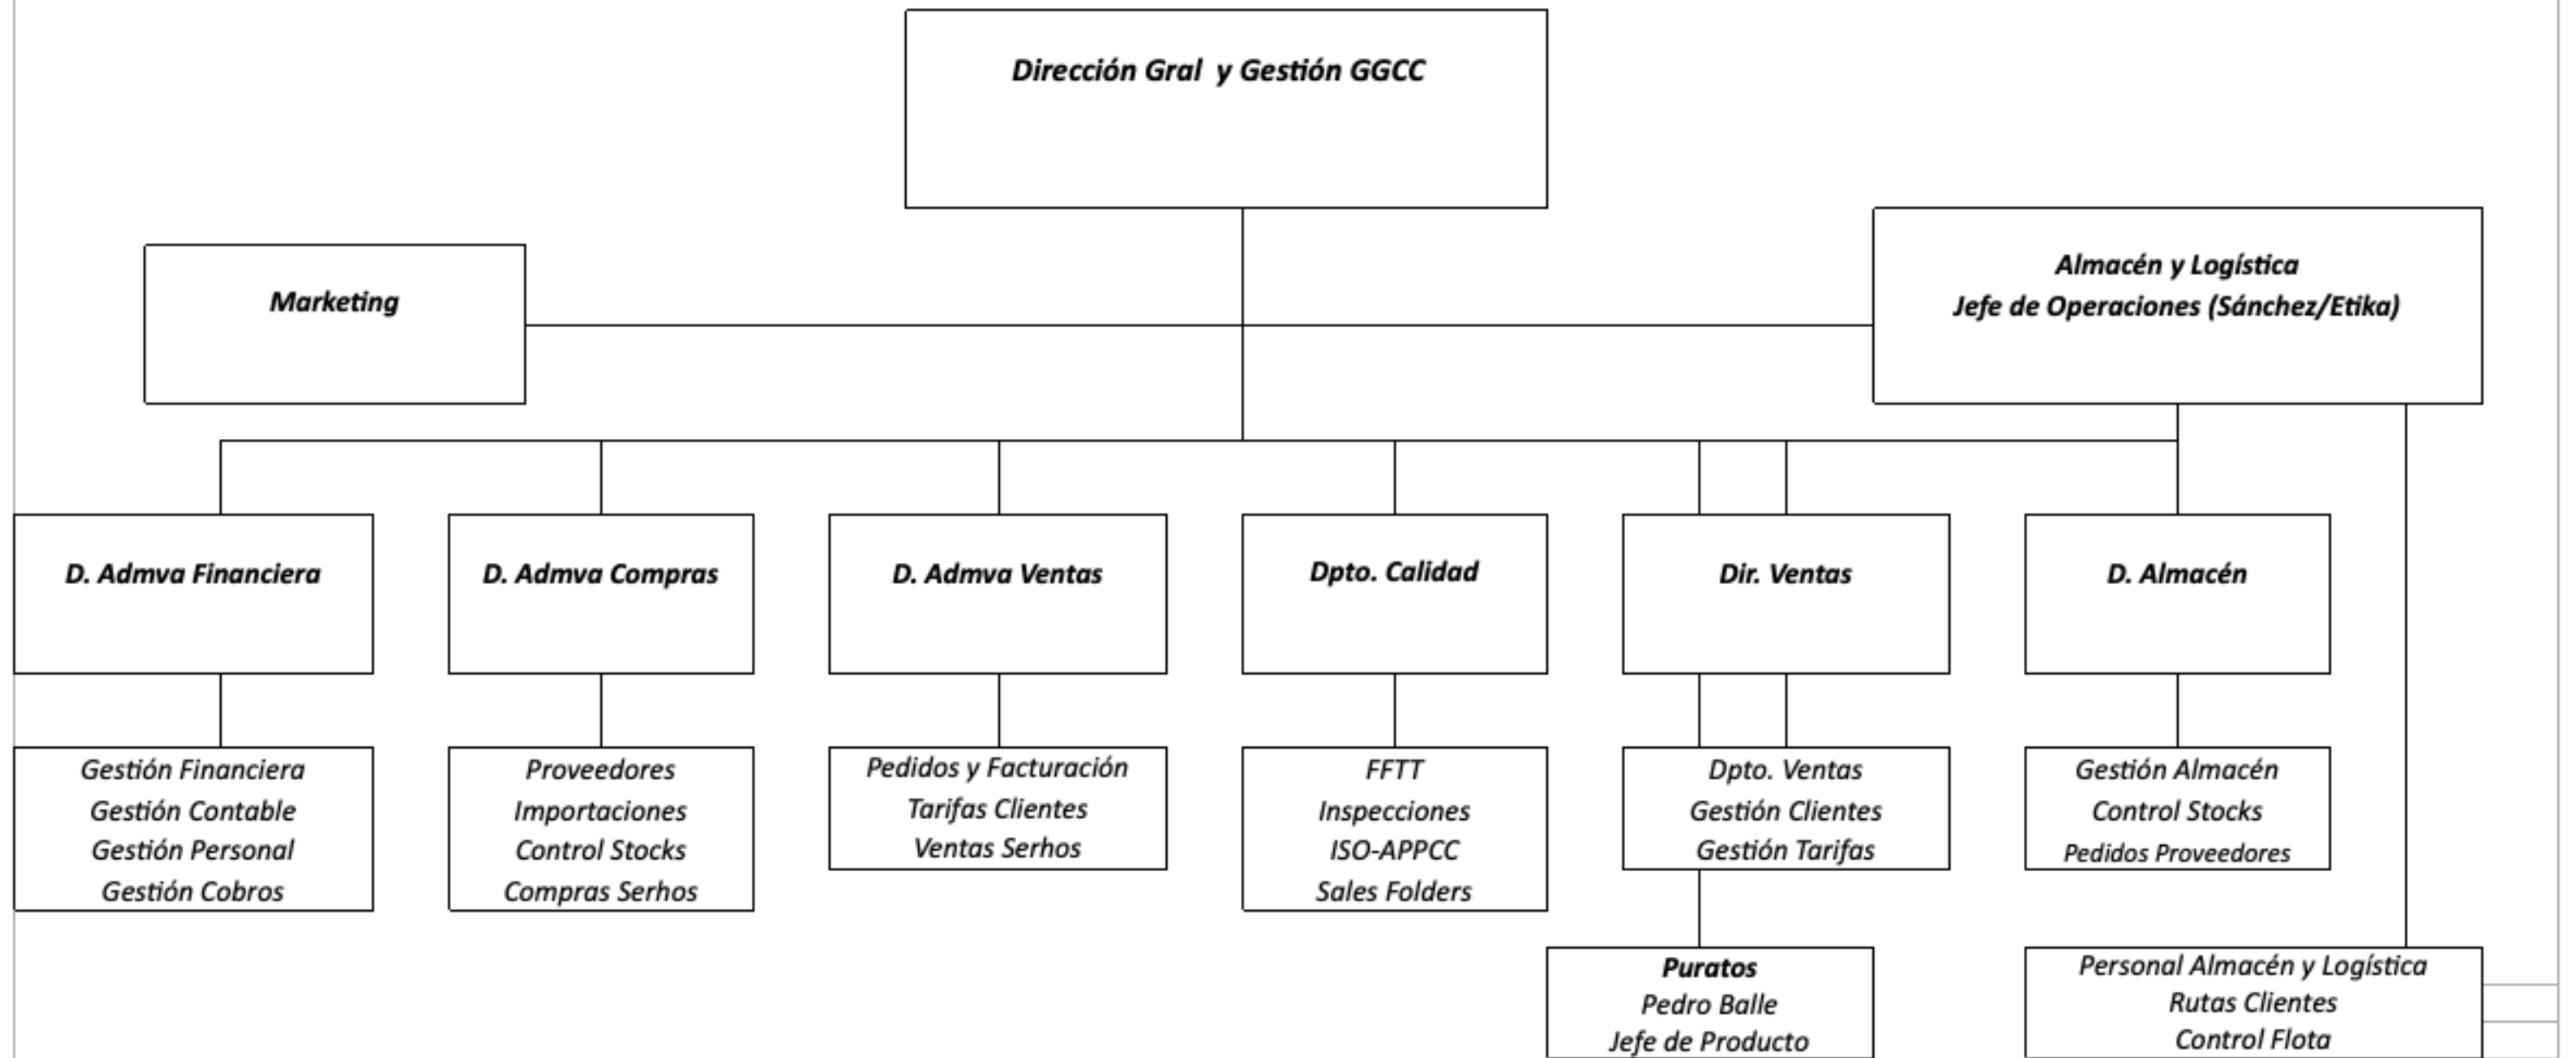 Dirección Gral y Gestión GGCC
Marketing
Almacén y Logística
Jefe de Operaciones (Sánchez/Etika)
D. Admva Financiera
D. Admva Compras
D. Admva Ventas
Dpto. Calidad
Dir. Ventas
D. Almacén
Gestión Financiera
Gestión Contable
Gestión Personal
Gestión Cobros
Proveedores
Importaciones
Control Stocks
Compras Serhos
Pedidos y Facturación
Tarifas Clientes
Ventas Serhos
FFTT
Inspecciones
ISO-APPCC
Sales Folders
Dpto. Ventas
Gestión Clientes
Gestión Tarifas
Gestión Almacén
Control Stocks
Pedidos Proveedores
Puratos
Pedro Balle
Jefe de Producto
Personal Almacén y Logística
Rutas Clientes
Control Flota